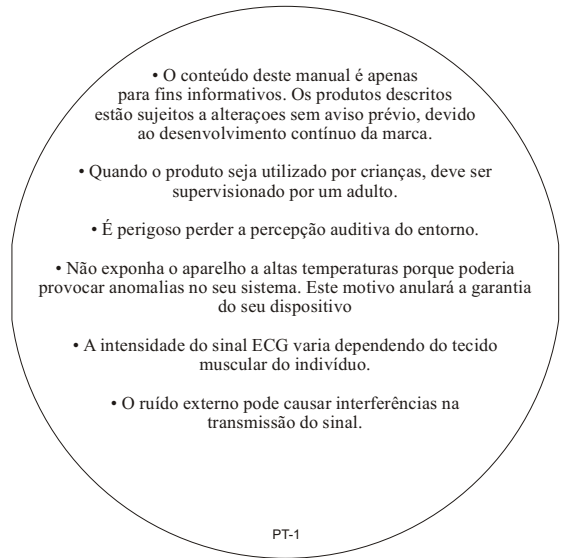 • O conteúdo deste manual é apenas
para fins informativos. Os produtos descritos
estão sujeitos a alteraçoes sem aviso prévio, devido
ao desenvolvimento contínuo da marca.
• Quando o produto seja utilizado por crianças, deve ser
supervisionado por um adulto.
• É perigoso perder a percepção auditiva do entorno.
• Não exponha o aparelho a altas temperaturas porque poderia
provocar anomalias no seu sistema. Este motivo anulará a garantia
do seu dispositivo
• A intensidade do sinal ECG varia dependendo do tecido
muscular do indivíduo.
• O ruído externo pode causar interferências na
transmissão do sinal.
PT-1